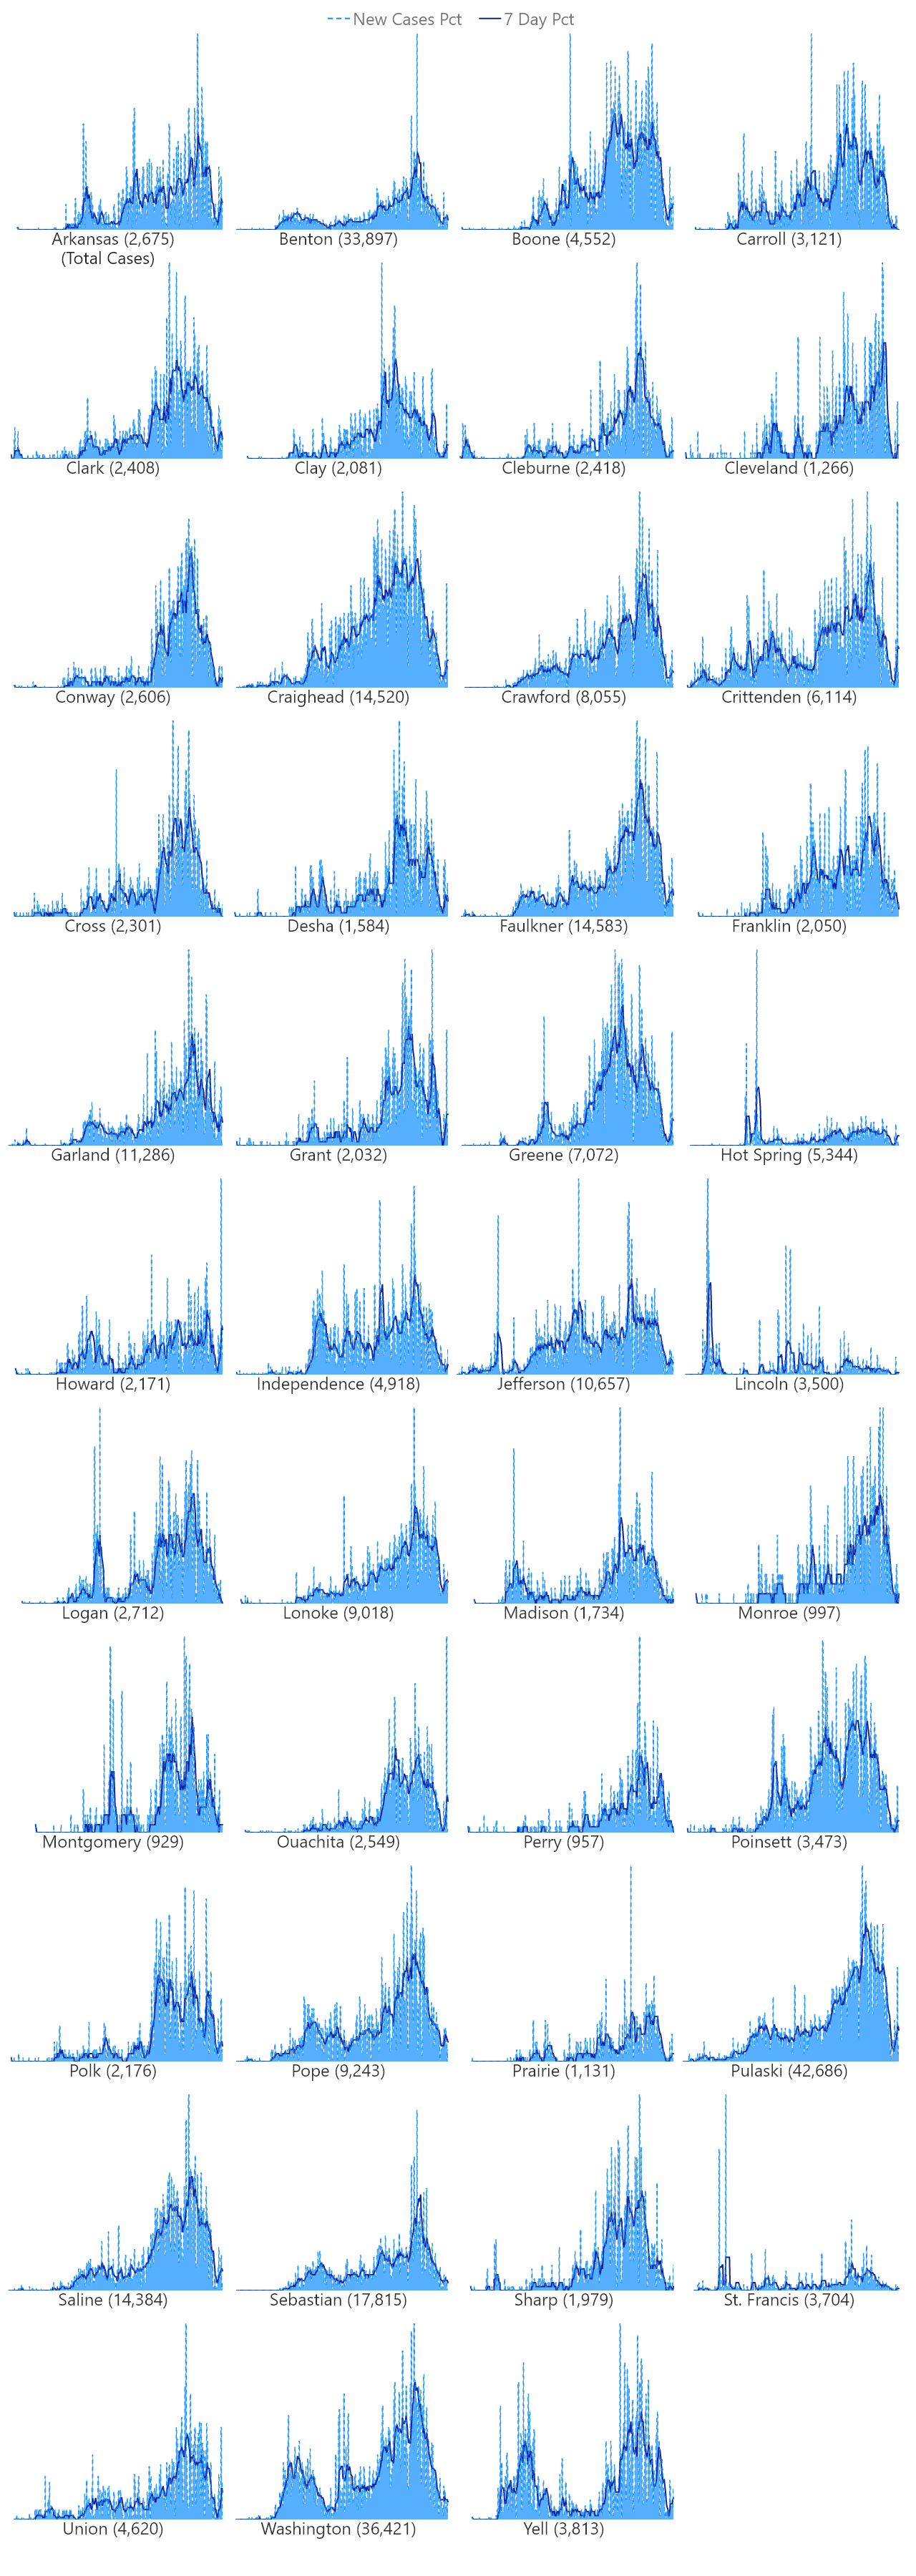 New Cases Pct 7 Day Pct
Arkansas (2,675) Benton (33,897) Boone (4,552) Carroll (3,121)
(Total Cases)
Clark (2,408) Clay (2,081) Cleburne (2,418) Cleveland (1,266)
Conway (2,606) Craighead (14,520) Crawford (8,055) Crittenden (6,114)
Cross (2,301) Desha (1,584) Faulkner (14,583) Franklin (2,050)
Garland (11,286) Grant (2,032) Greene (7,072) Hot Spring (5,344)
Howard (2,171) Independence (4,918) Jefferson (10,657) Lincoln (3,500)
Logan (2,712) Lonoke (9,018) Madison (1,734) Monroe (997)
Montgomery (929) Ouachita (2,549) Perry (957) Poinsett (3,473)
Polk (2,176) Pope (9,243) Prairie (1,131) Pulaski (42,686)
Saline (14,384) Sebastian (17,815) Sharp (1,979) St. Francis (3,704)
Union (4,620) Washington (36,421) Yell (3,813)